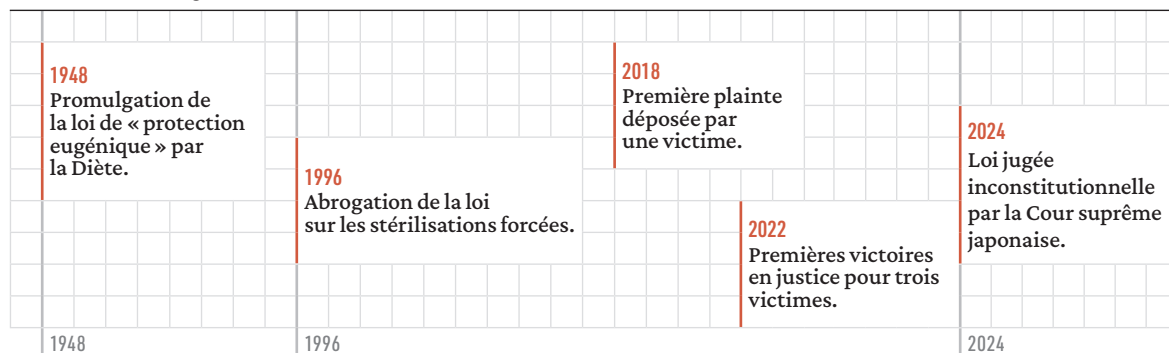 1948
Promulgation de
la loi de « protection
eugénique » par
la Diète.
1996
Abrogation de la loi
sur les stérilisations forcées.
2018
Première plainte
déposée par
une victime.
2022
Premières victoires
en justice pour trois
victimes.
2024
Loi jugée
inconstitutionnelle
par la Cour suprême
japonaise.
1948
1996
2024